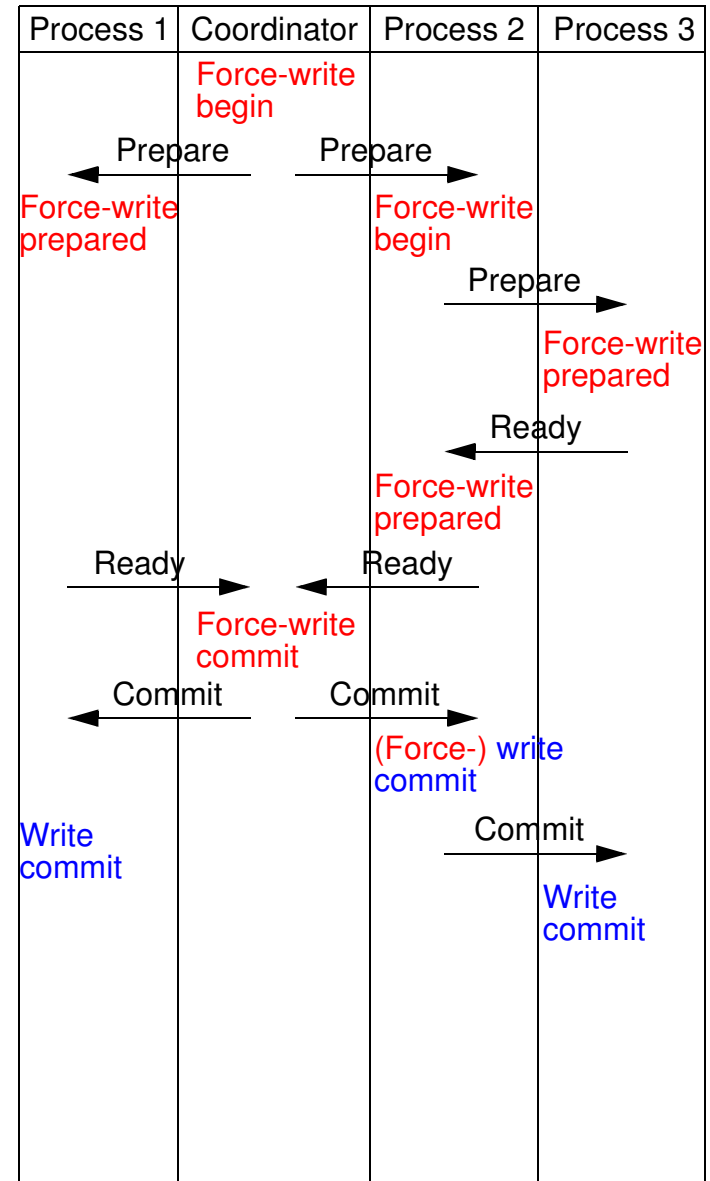 Process 1 Coordinator Process 2 Process 3
Force-write
begin
Prepare Prepare
Force-write Force-write
prepared begin
Prepare
Force-write
prepared
Ready
Force-write
prepared
Ready Ready
Force-write
commit
Commit Commit
(Force-) write
commit
Write Commit
commit
Write
commit